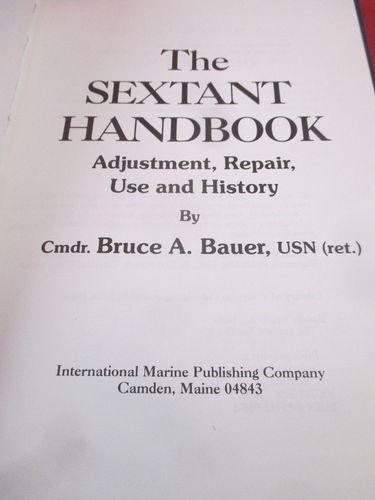 The
SEXTANT
HANDBOOK
Adjustment, Repair,
Use and History
By
Cmdr. Bruce A. Bauer, USN (ret.)
International Marine Publishing Company
Camden, Maine 04843